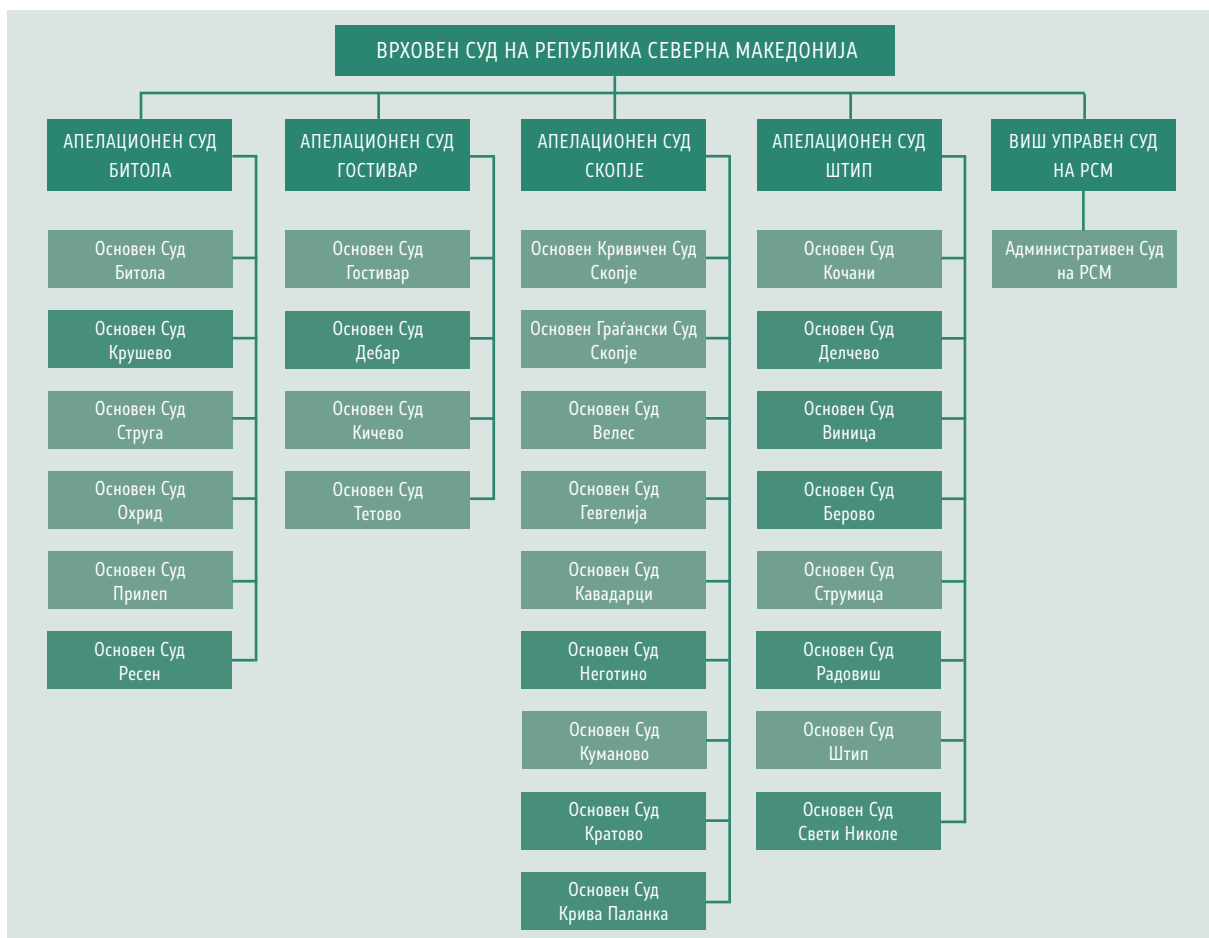 ВРХОВЕН СУД НА РЕПУБЛИКА СЕВЕРНА МАКЕДОНИЈА
АПЕЛАЦИОНЕН СУД
БИТОЛА
Основен Суд
Битола
Основен Суд
Крушево
Основен Суд
Струга
Основен Суд
Охрид
Основен Суд
Прилеп
Основен Суд
Ресен
АПЕЛАЦИОНЕН СУД
ГОСТИВАР
Основен Суд
Гостивар
Основен Суд
Дебар
Основен Суд
Кичево
Основен Суд
Тетово
АПЕЛАЦИОНЕН СУД
СКОПЈЕ
Основен Кривичен Суд
Скопје
Основен Граѓански Суд
Скопје
Основен Суд
Велес
Основен Суд
Гевгелија
Основен Суд
Кавадарци
Основен Суд
Неготино
Основен Суд
Куманово
Основен Суд
Кратово
Основен Суд
Крива Паланка
АПЕЛАЦИОНЕН СУД
ШТИП
Основен Суд
Кочани
Основен Суд
Делчево
Основен Суд
Виница
Основен Суд
Берово
Основен Суд
Струмица
Основен Суд
Радовиш
Основен Суд
Штип
Основен Суд
Свети Николе
ВИШ УПРАВЕН СУД
НА РСМ
Административен Суд
на РСМ